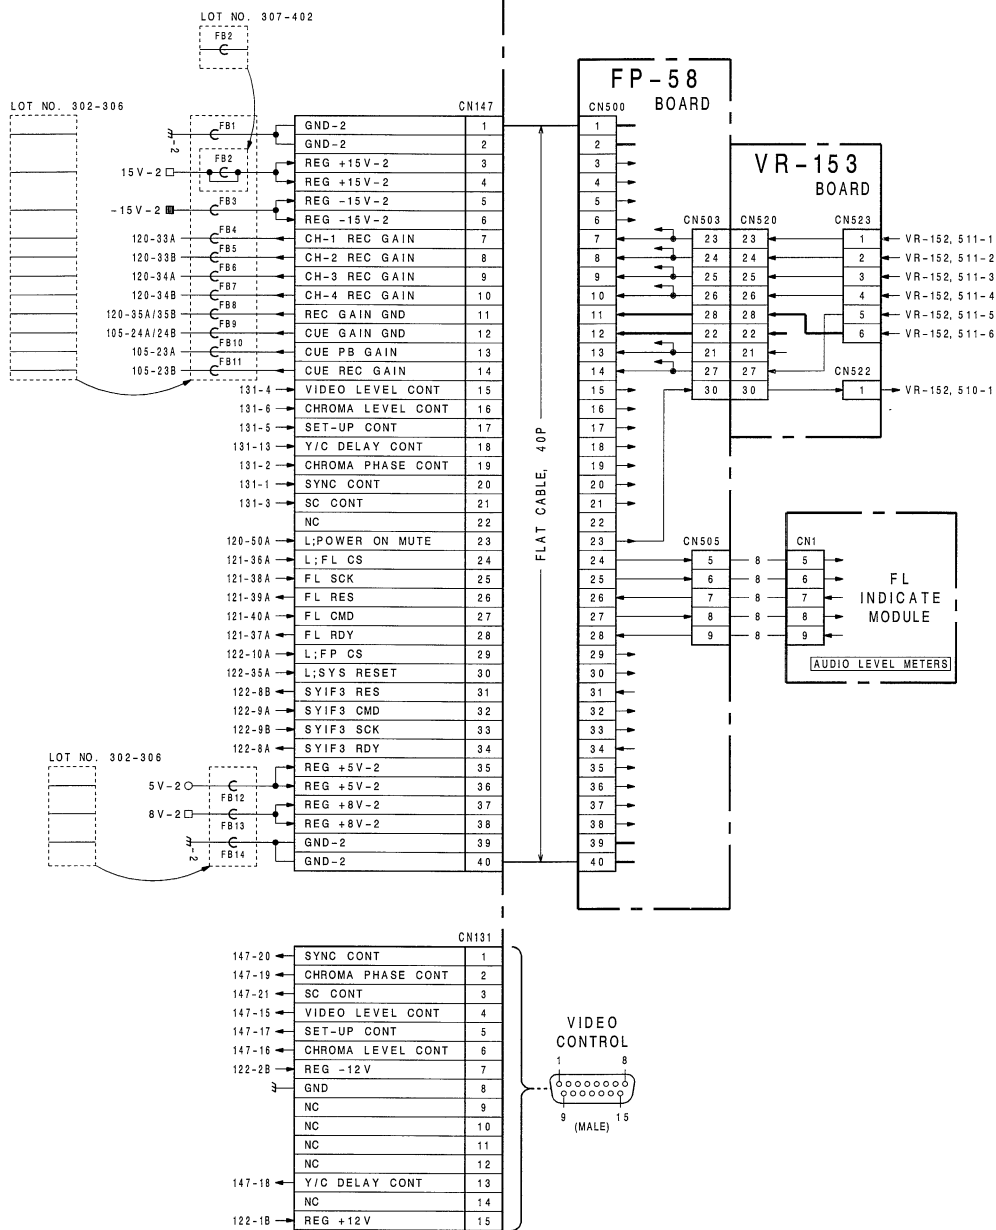 LOT NO. 307-402
FB2
LOT NO. 302-306
CN147
FB1 GND-2 1
-2 GND-2 2
15V-2 FB2 REG +15V-2 3
REG +15V-2 4
-15V-2 FB3 REG -15V-2 5
REG -15V-2 6
120-33A FB4 CH-1 REC GAIN 7
120-33B FB5 CH-2 REC GAIN 8
120-34A FB6 CH-3 REC GAIN 9
120-34B FB7 CH-4 REC GAIN 10
120-35A/35B FB8 REC GAIN GND 11
105-24A/24B FB9 CUE GAIN GND 12
105-23A FB10 CUE PB GAIN 13
105-23B FB11 CUE REC GAIN 14
131-4 VIDEO LEVEL CONT 15
131-6 CHROMA LEVEL CONT 16
131-5 SET-UP CONT 17
131-13 Y/C DELAY CONT 18
131-2 CHROMA PHASE CONT 19
131-1 SYNC CONT 20
131-3 SC CONT 21
NC 22
120-50A L;POWER ON MUTE 23
121-36A L;FL CS 24
121-38A FL SCK 25
121-39A FL RES 26
121-40A FL CMD 27
121-37A FL RDY 28
122-10A L;FP CS 29
122-35A L;SYS RESET 30
122-8B SYIF3 RES 31
122-9A SYIF3 CMD 32
122-9B SYIF3 SCK 33
122-8A SYIF3 RDY 34
LOT NO. 302-306
REG +5V-2 35
5V-2 FB12 REG +5V-2 36
REG +8V-2 37
8V-2 FB13 REG +8V-2 38
GND-2 39
-2 FB14 GND-2 40
FLAT CABLE, 40P
FP-58
BOARD
CN500
1
2
3
4
5
6
7
8
9
10
11
12
13
14
15
16
17
18
19
20
21
22
23
24
25
26
27
28
29
30
31
32
33
34
35
36
37
38
39
40
VR-153
BOARD
CN503 CN520 CN523
23 23 1 VR-152, 511-1
24 24 2 VR-152, 511-2
25 25 3 VR-152, 511-3
26 26 4 VR-152, 511-4
28 28 5 VR-152, 511-5
22 22 6 VR-152, 511-6
21 21
27 27 CN522
30 30 1 VR-152, 510-1
CN505 CN1
5 8 5
6 8 6
7 8 7
8 8 8
9 8 9
FL
INDICATE
MODULE
AUDIO LEVEL METERS
CN131
147-20 SYNC CONT 1
147-19 CHROMA PHASE CONT 2
147-21 SC CONT 3
147-15 VIDEO LEVEL CONT 4
147-17 SET-UP CONT 5
147-16 CHROMA LEVEL CONT 6
122-2B REG -12V 7
GND 8
NC 9
NC 10
NC 11
NC 12
147-18 Y/C DELAY CONT 13
NC 14
122-1B REG +12V 15
VIDEO
CONTROL
1 8
9 15
(MALE)